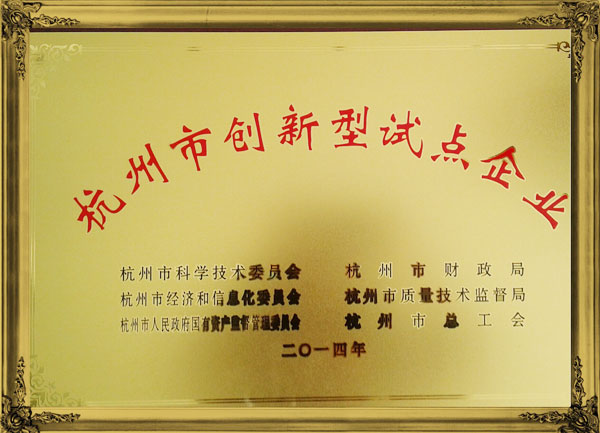 杭州市创新型试点企业
杭州市科学技术委员会 杭州市财政局
杭州市经济和信息化委员会 杭州市质量技术监督局
杭州市人民政府国有资产监督管理委员会 杭州市总工会
二〇一四年